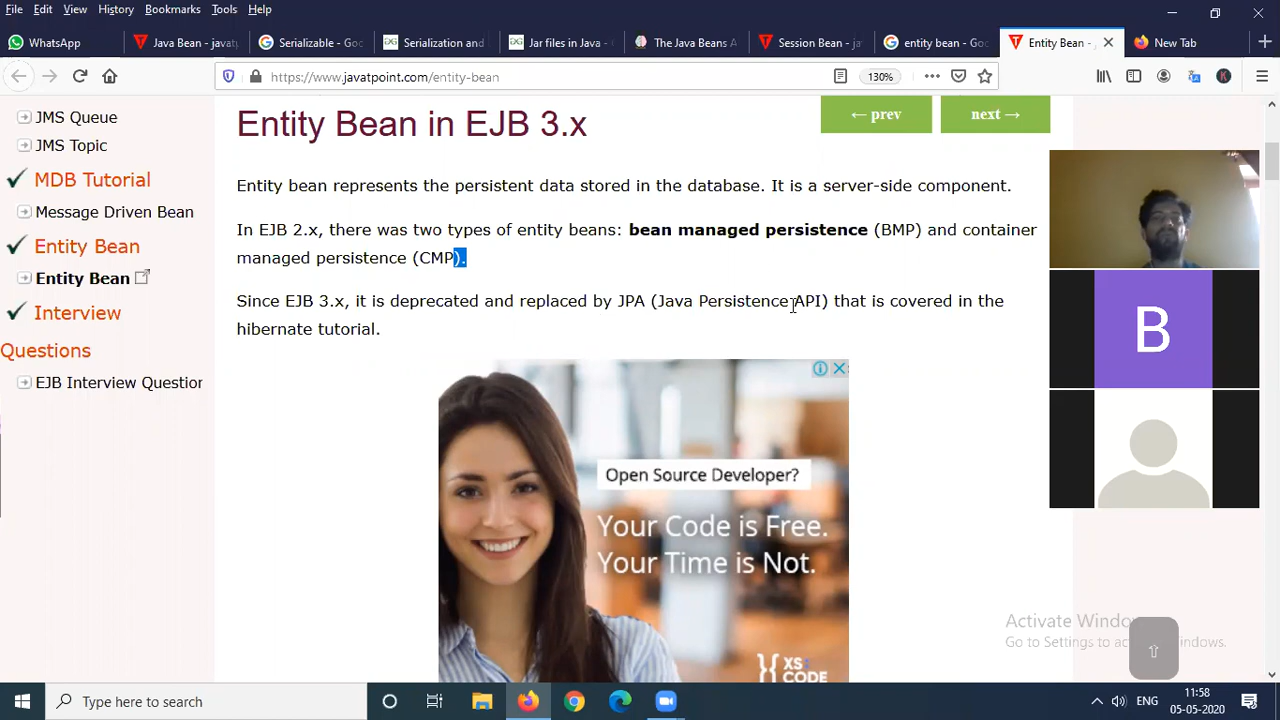 File Edit View History Bookmarks Tools Help
WhatsApp
Java Bean - javatp
Serializable - Goo
Serialization and
Jar files in Java -
The Java Beans A
Session Bean - ja
entity bean - Goo
Entity Bean -
New Tab
https://www.javatpoint.com/entity-bean
130%
K
JMS Queue
JMS Topic
MDB Tutorial
Message Driven Bean
Entity Bean
Entity Bean
Interview
Questions
EJB Interview Question
Entity Bean in EJB 3.x
← prev
next →
Entity bean represents the persistent data stored in the database. It is a server-side component.
In EJB 2.x, there was two types of entity beans: bean managed persistence (BMP) and container
managed persistence (CMP).
Since EJB 3.x, it is deprecated and replaced by JPA (Java Persistence API) that is covered in the
hibernate tutorial.
Open Source Developer?
Your Code is Free.
Your Time is Not.
XS:
CODE
B
Activate Windo
Go to Settings to activ indows.
Type here to search
ENG
11:58
05-05-2020